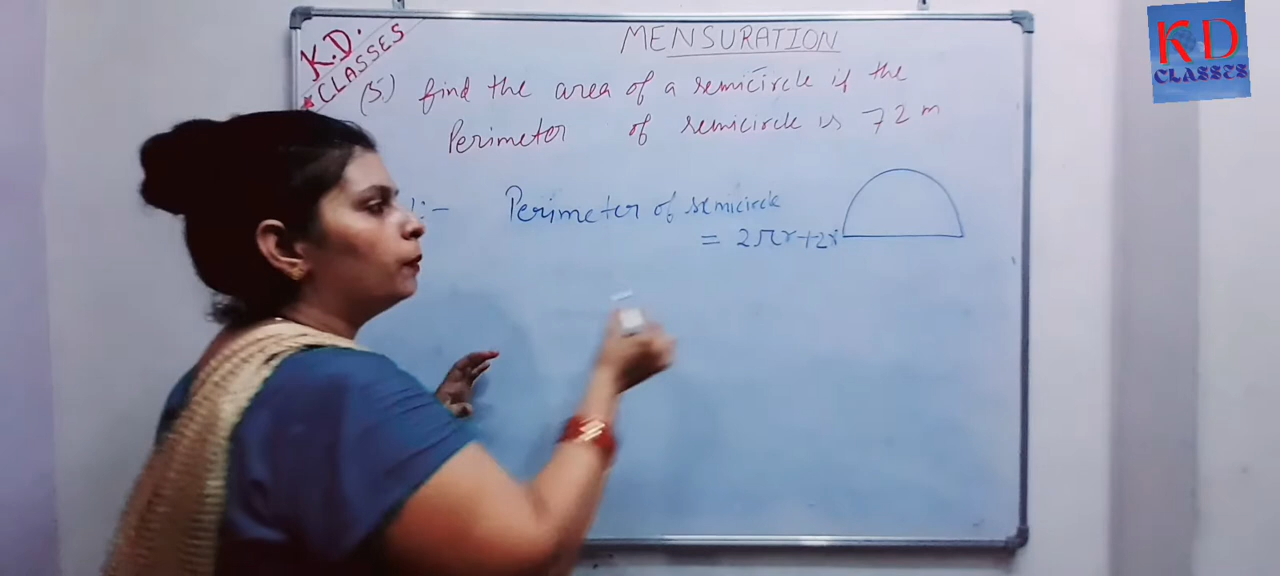 K.D.
CLASSES
MENSURATION
(5.) find the area of a semicircle if the
Perimeter of semicircle is 72 m
:- Perimeter of semicircle
= 2πr+2r
KD
CLASSES